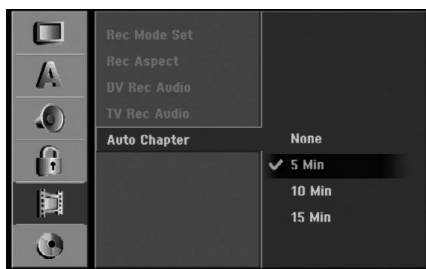 Rec Mode Set
Rec Aspect
DV Rec Audio
TV Rec Audio
Auto Chapter
None
✔ 5 Min
10 Min
15 Min
A